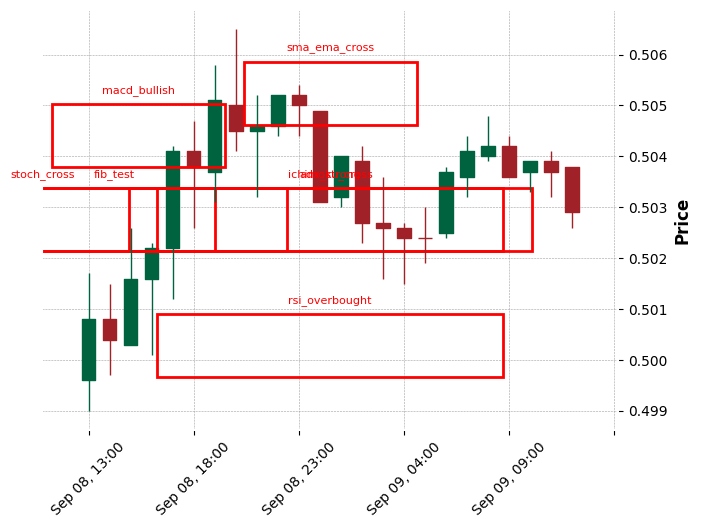 sma_ema_cross
macd_bullish
stoch_cross
fib_test
rsi_overbought
0.506
0.505
0.504
0.503
0.502
0.501
0.500
0.499
Price
Sep 08, 13:00
Sep 08, 18:00
Sep 08, 23:00
Sep 09, 04:00
Sep 09, 09:00